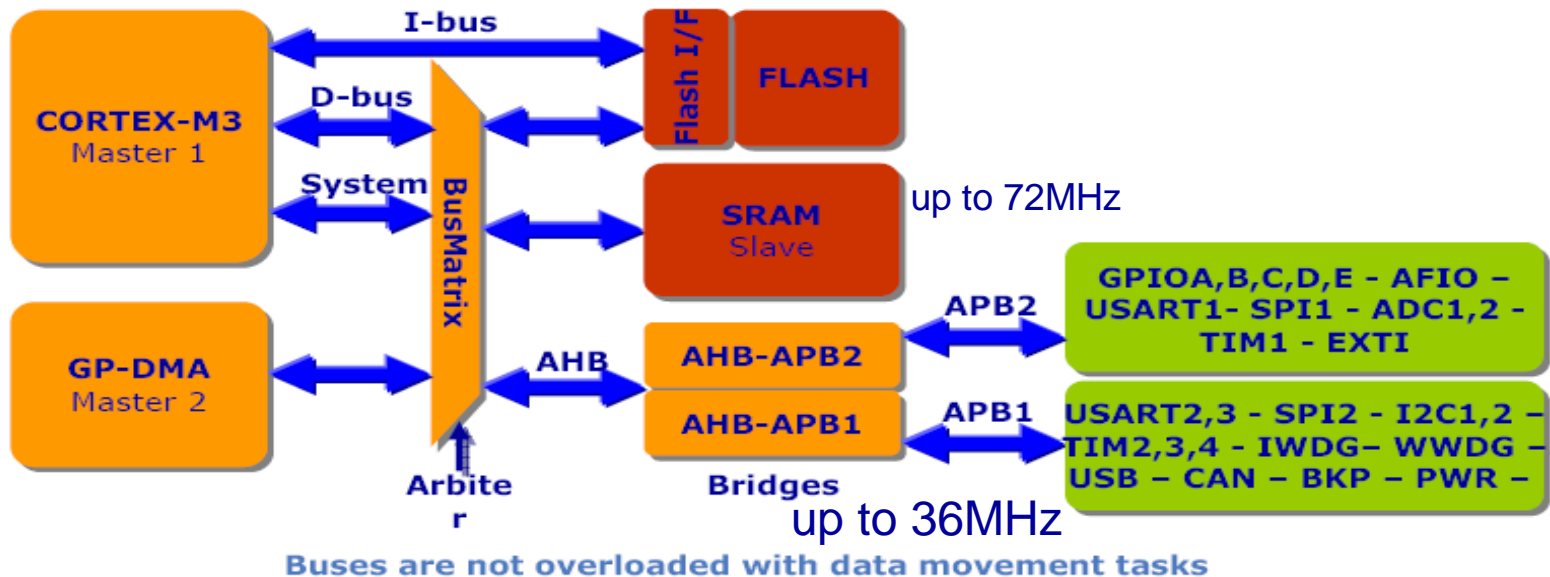 I-bus
Flash I/F
FLASH
D-bus
CORTEX-M3
Master 1
System
BusMatrix
SRAM
Slave
up to 72MHz
GPIOA,B,C,D,E - AFIO –
USART1- SPI1 - ADC1,2 -
TIM1 - EXTI
APB2
AHB
AHB-APB2
GP-DMA
Master 2
AHB-APB1
APB1
USART2,3 - SPI2 - I2C1,2 –
TIM2,3,4 - IWDG– WWDG –
USB – CAN – BKP – PWR –
Arbite
r
Bridges
up to 36MHz
Buses are not overloaded with data movement tasks